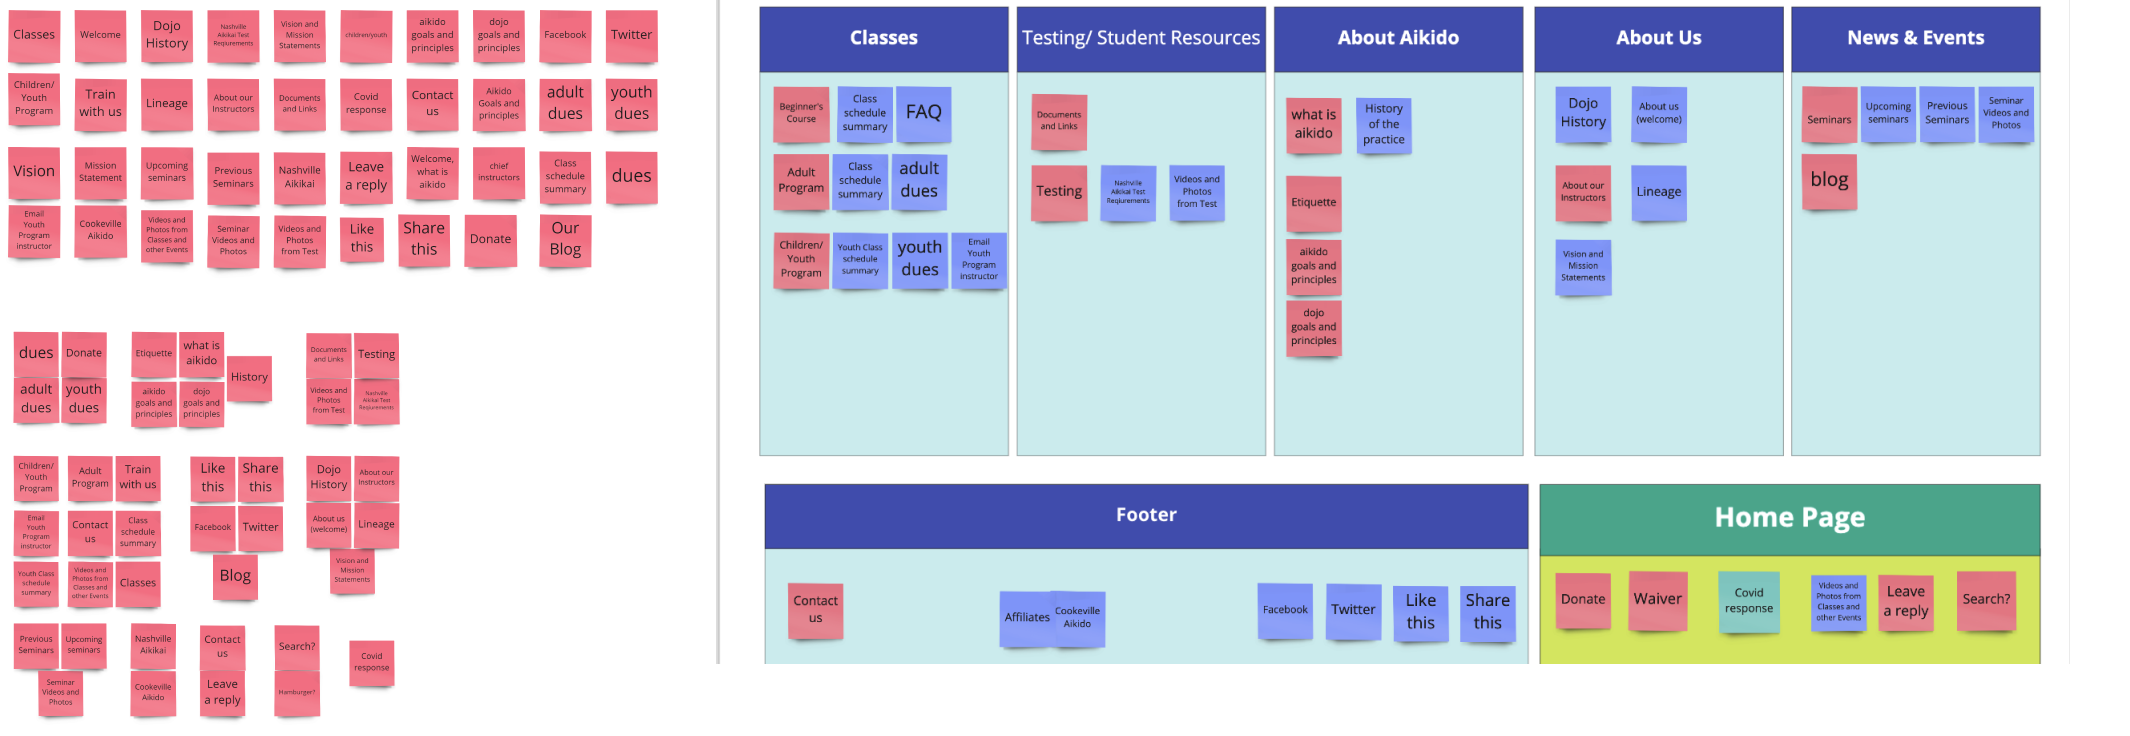 Classes
Welcome
Dojo
History
Nashville
Aikikai Test
Reqiurements
Vision and
Mission
Statements
children/youth
aikido
goals and
principles
dojo
goals and
principles
Facebook
Twitter
Children/
Youth
Program
Train
with us
Lineage
About our
Instructors
Documents
and Links
Covid
response
Contact
us
Aikido
Goals and
principles
adult
dues
youth
dues
Vision
Mission
Statement
Upcoming
seminars
Previous
Seminars
Nashville
Aikikai
Leave
a reply
Welcome,
what is
aikido
chief
instructors
Class
schedule
summary
dues
Email
Youth
Program
instructor
Cookeville
Aikido
Videos and
Photos from
Classes and
other Events
Seminar
Videos and
Photos
Videos and
Photos
from Test
Like
this
Share
this
Donate
Our
Blog
dues
Donate
adult
dues
youth
dues
Etiquette
what is
aikido
History
aikido
goals and
principles
dojo
goals and
principles
Documents
and Links
Testing
Videos and
Photos
from Test
Nashville
Aikikai Test
Reqiurements
Children/
Youth
Program
Adult
Program
Train
with us
Email
Youth
Program
instructor
Contact
us
Class
schedule
summary
Youth Class
schedule
summary
Videos and
Photos from
Classes and
other Events
Classes
Like
this
Share
this
Facebook
Twitter
Blog
Dojo
History
About our
Instructors
About us
(welcome)
Lineage
Vision and
Mission
Statements
Previous
Seminars
Upcoming
seminars
Seminar
Videos and
Photos
Nashville
Aikikai
Cookeville
Aikido
Contact
us
Leave
a reply
Search?
Hamburger?
Covid
response
Classes
Beginner's
Course
Class
schedule
summary
FAQ
Adult
Program
Class
schedule
summary
adult
dues
Children/
Youth
Program
Youth Class
schedule
summary
youth
dues
Email
Youth
Program
instructor
Testing/ Student Resources
Documents
and Links
Testing
Nashville
Aikikai Test
Reqiurements
Videos and
Photos
from Test
About Aikido
what is
aikido
History
of the
practice
Etiquette
aikido
goals and
principles
dojo
goals and
principles
About Us
Dojo
History
About us
(welcome)
About our
Instructors
Lineage
Vision and
Mission
Statements
News & Events
Seminars
Upcoming
seminars
Previous
Seminars
Seminar
Videos and
Photos
blog
Footer
Contact
us
Affiliates
Cookeville
Aikido
Facebook
Twitter
Like
this
Share
this
Home Page
Donate
Waiver
Covid
response
Videos and
Photos from
Classes and
other Events
Leave
a reply
Search?